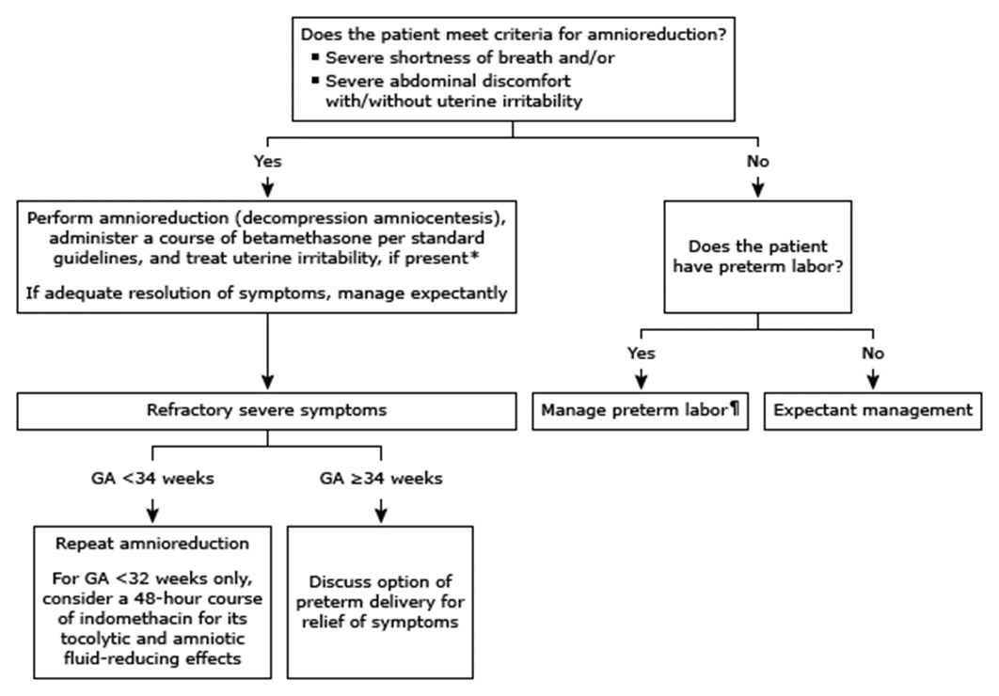 Does the patient meet criteria for amnioreduction?
▪ Severe shortness of breath and/or
▪ Severe abdominal discomfort
with/without uterine irritability
Yes
No
Perform amnioreduction (decompression amniocentesis),
administer a course of betamethasone per standard
guidelines, and treat uterine irritability, if present*
If adequate resolution of symptoms, manage expectantly
Does the patient
have preterm labor?
Yes
No
Refractory severe symptoms
Manage preterm labor¶
Expectant management
GA <34 weeks
GA ≥34 weeks
Repeat amnioreduction
For GA <32 weeks only,
consider a 48-hour course
of indomethacin for its
tocolytic and amniotic
fluid-reducing effects
Discuss option of
preterm delivery for
relief of symptoms